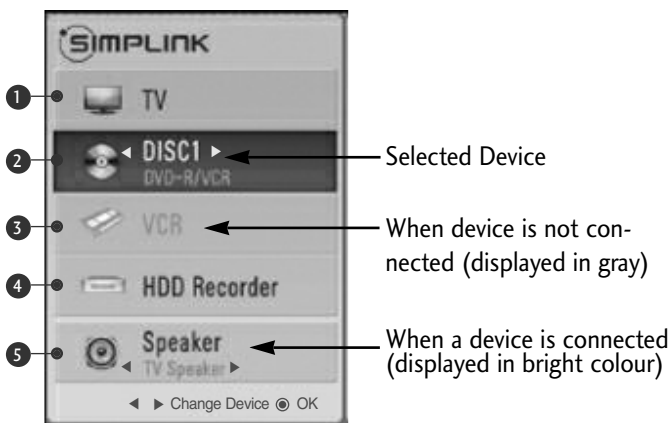 SIMPLINK
1 TV
2 ◀ DISC1 ▶
DVD-R/VCR
Selected Device
3 VCR
When device is not con-
nected (displayed in gray)
4 HDD Recorder
5 Speaker
◀ TV Speaker ▶
When a device is connected
(displayed in bright colour)
◀ ▶ Change Device ◉ OK